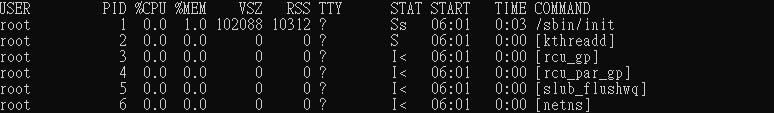 USER PID %CPU %MEM VSZ RSS TTY STAT START TIME COMMAND
root 1 0.0 1.0 102088 10312 ? Ss 06:01 0:03 /sbin/init
root 2 0.0 0.0 0 0 ? S 06:01 0:00 [kthreadd]
root 3 0.0 0.0 0 0 ? I< 06:01 0:00 [rcu_gp]
root 4 0.0 0.0 0 0 ? I< 06:01 0:00 [rcu_par_gp]
root 5 0.0 0.0 0 0 ? I< 06:01 0:00 [slub_flushwq]
root 6 0.0 0.0 0 0 ? I< 06:01 0:00 [netns]